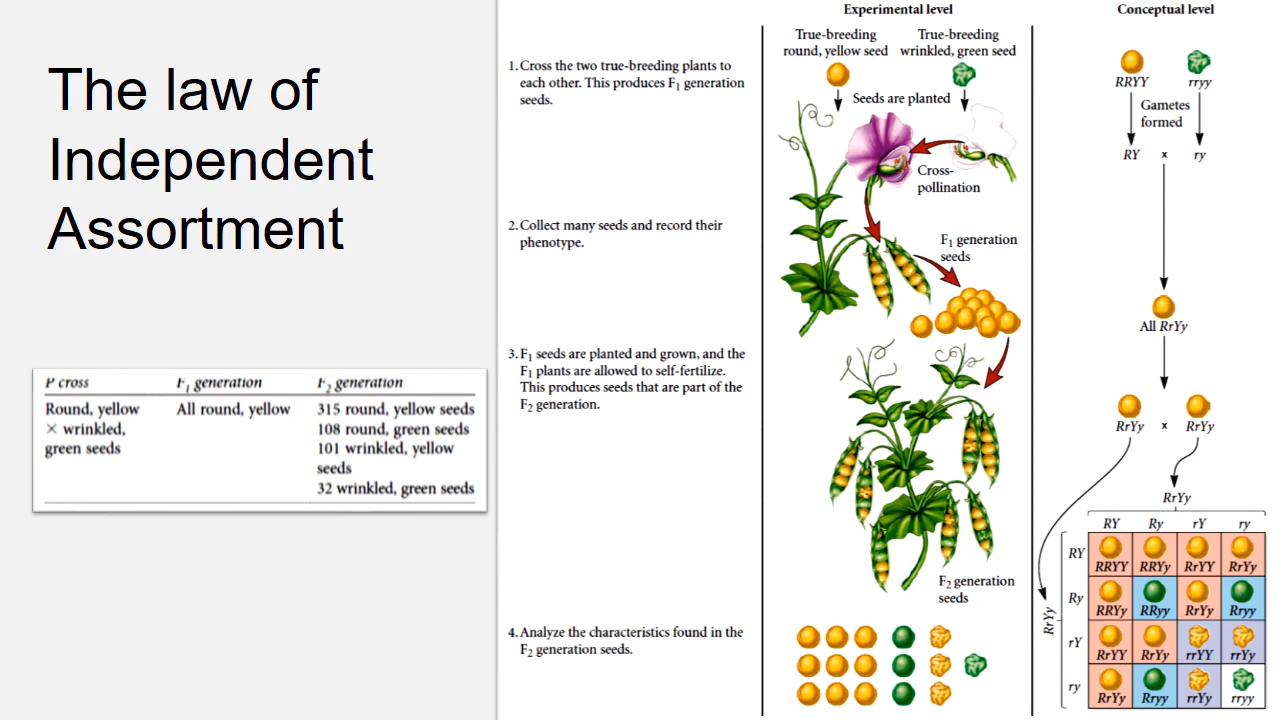 The law of
Independent
Assortment
P cross F1 generation F2 generation
Round, yellow All round, yellow 315 round, yellow seeds
× wrinkled, 108 round, green seeds
green seeds 101 wrinkled, yellow
seeds
32 wrinkled, green seeds
1. Cross the two true-breeding plants to
each other. This produces F1 generation
seeds.
2. Collect many seeds and record their
phenotype.
3. F1 seeds are planted and grown, and the
F1 plants are allowed to self-fertilize.
This produces seeds that are part of the
F2 generation.
4. Analyze the characteristics found in the
F2 generation seeds.
Experimental level
True-breeding True-breeding
round, yellow seed wrinkled, green seed
Seeds are planted
Cross-
pollination
F1 generation
seeds
F2 generation
seeds
Conceptual level
RRYY rryy
Gametes
formed
RY x ry
All RrYy
RrYy x RrYy
RrYy
RY Ry rY ry
RrYy
RY RRYY RRYy RrYY RrYy
Ry RRYy RRyy RrYy Rryy
rY RrYY RrYy rrYY rrYy
ry RrYy Rryy rrYy rryy